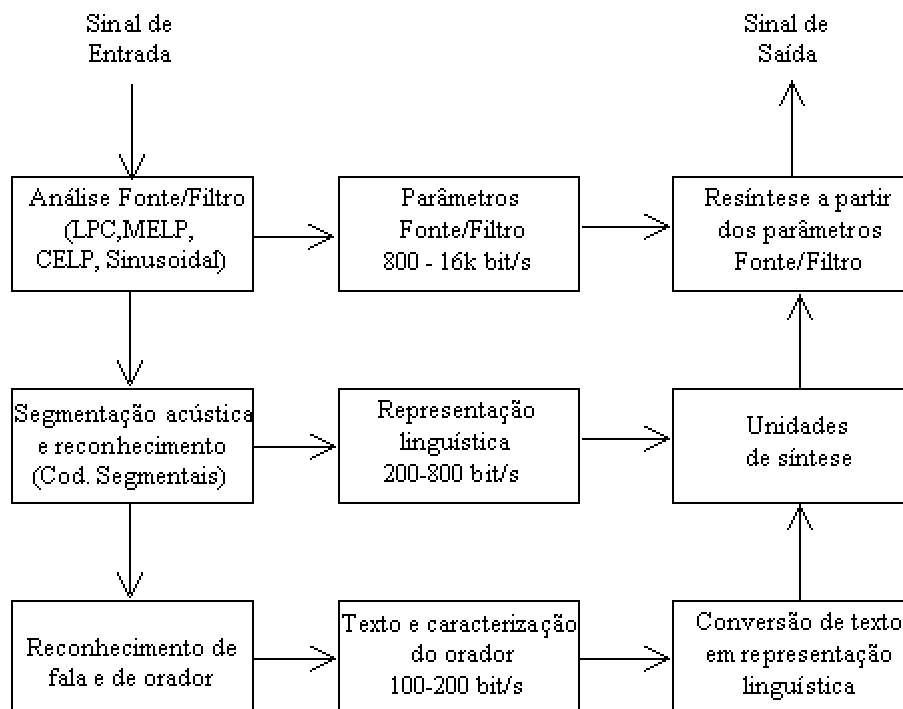 Sinal de
Entrada
Sinal de
Saída
Análise Fonte/Filtro
(LPC,MELP,
CELP, Sinusoidal)
Parâmetros
Fonte/Filtro
800 - 16k bit/s
Resíntese a partir
dos parâmetros
Fonte/Filtro
Segmentação acústica
e reconhecimento
(Cod. Segmentais)
Representação
linguística
200-800 bit/s
Unidades
de síntese
Reconhecimento de
fala e de orador
Texto e caracterização
do orador
100-200 bit/s
Conversão de texto
em representação
linguística